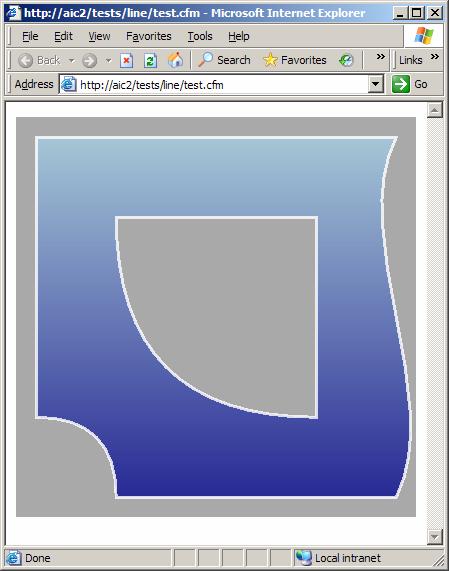 http://aic2/tests/line/test.cfm - Microsoft Internet Explorer
File Edit View Favorites Tools Help
Back Search Favorites » Links »
Address http://aic2/tests/line/test.cfm Go
Done Local intranet